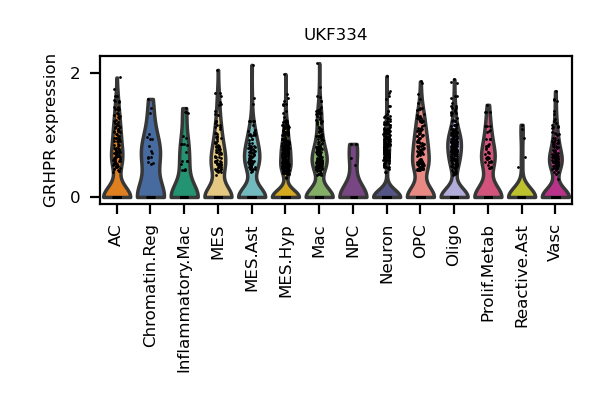 UKF334
GRHPR expression
2
0
AC
Chromatin.Reg
Inflammatory.Mac
MES
MES.Ast
MES.Hyp
Mac
NPC
Neuron
OPC
Oligo
Prolif.Metab
Reactive.Ast
Vasc